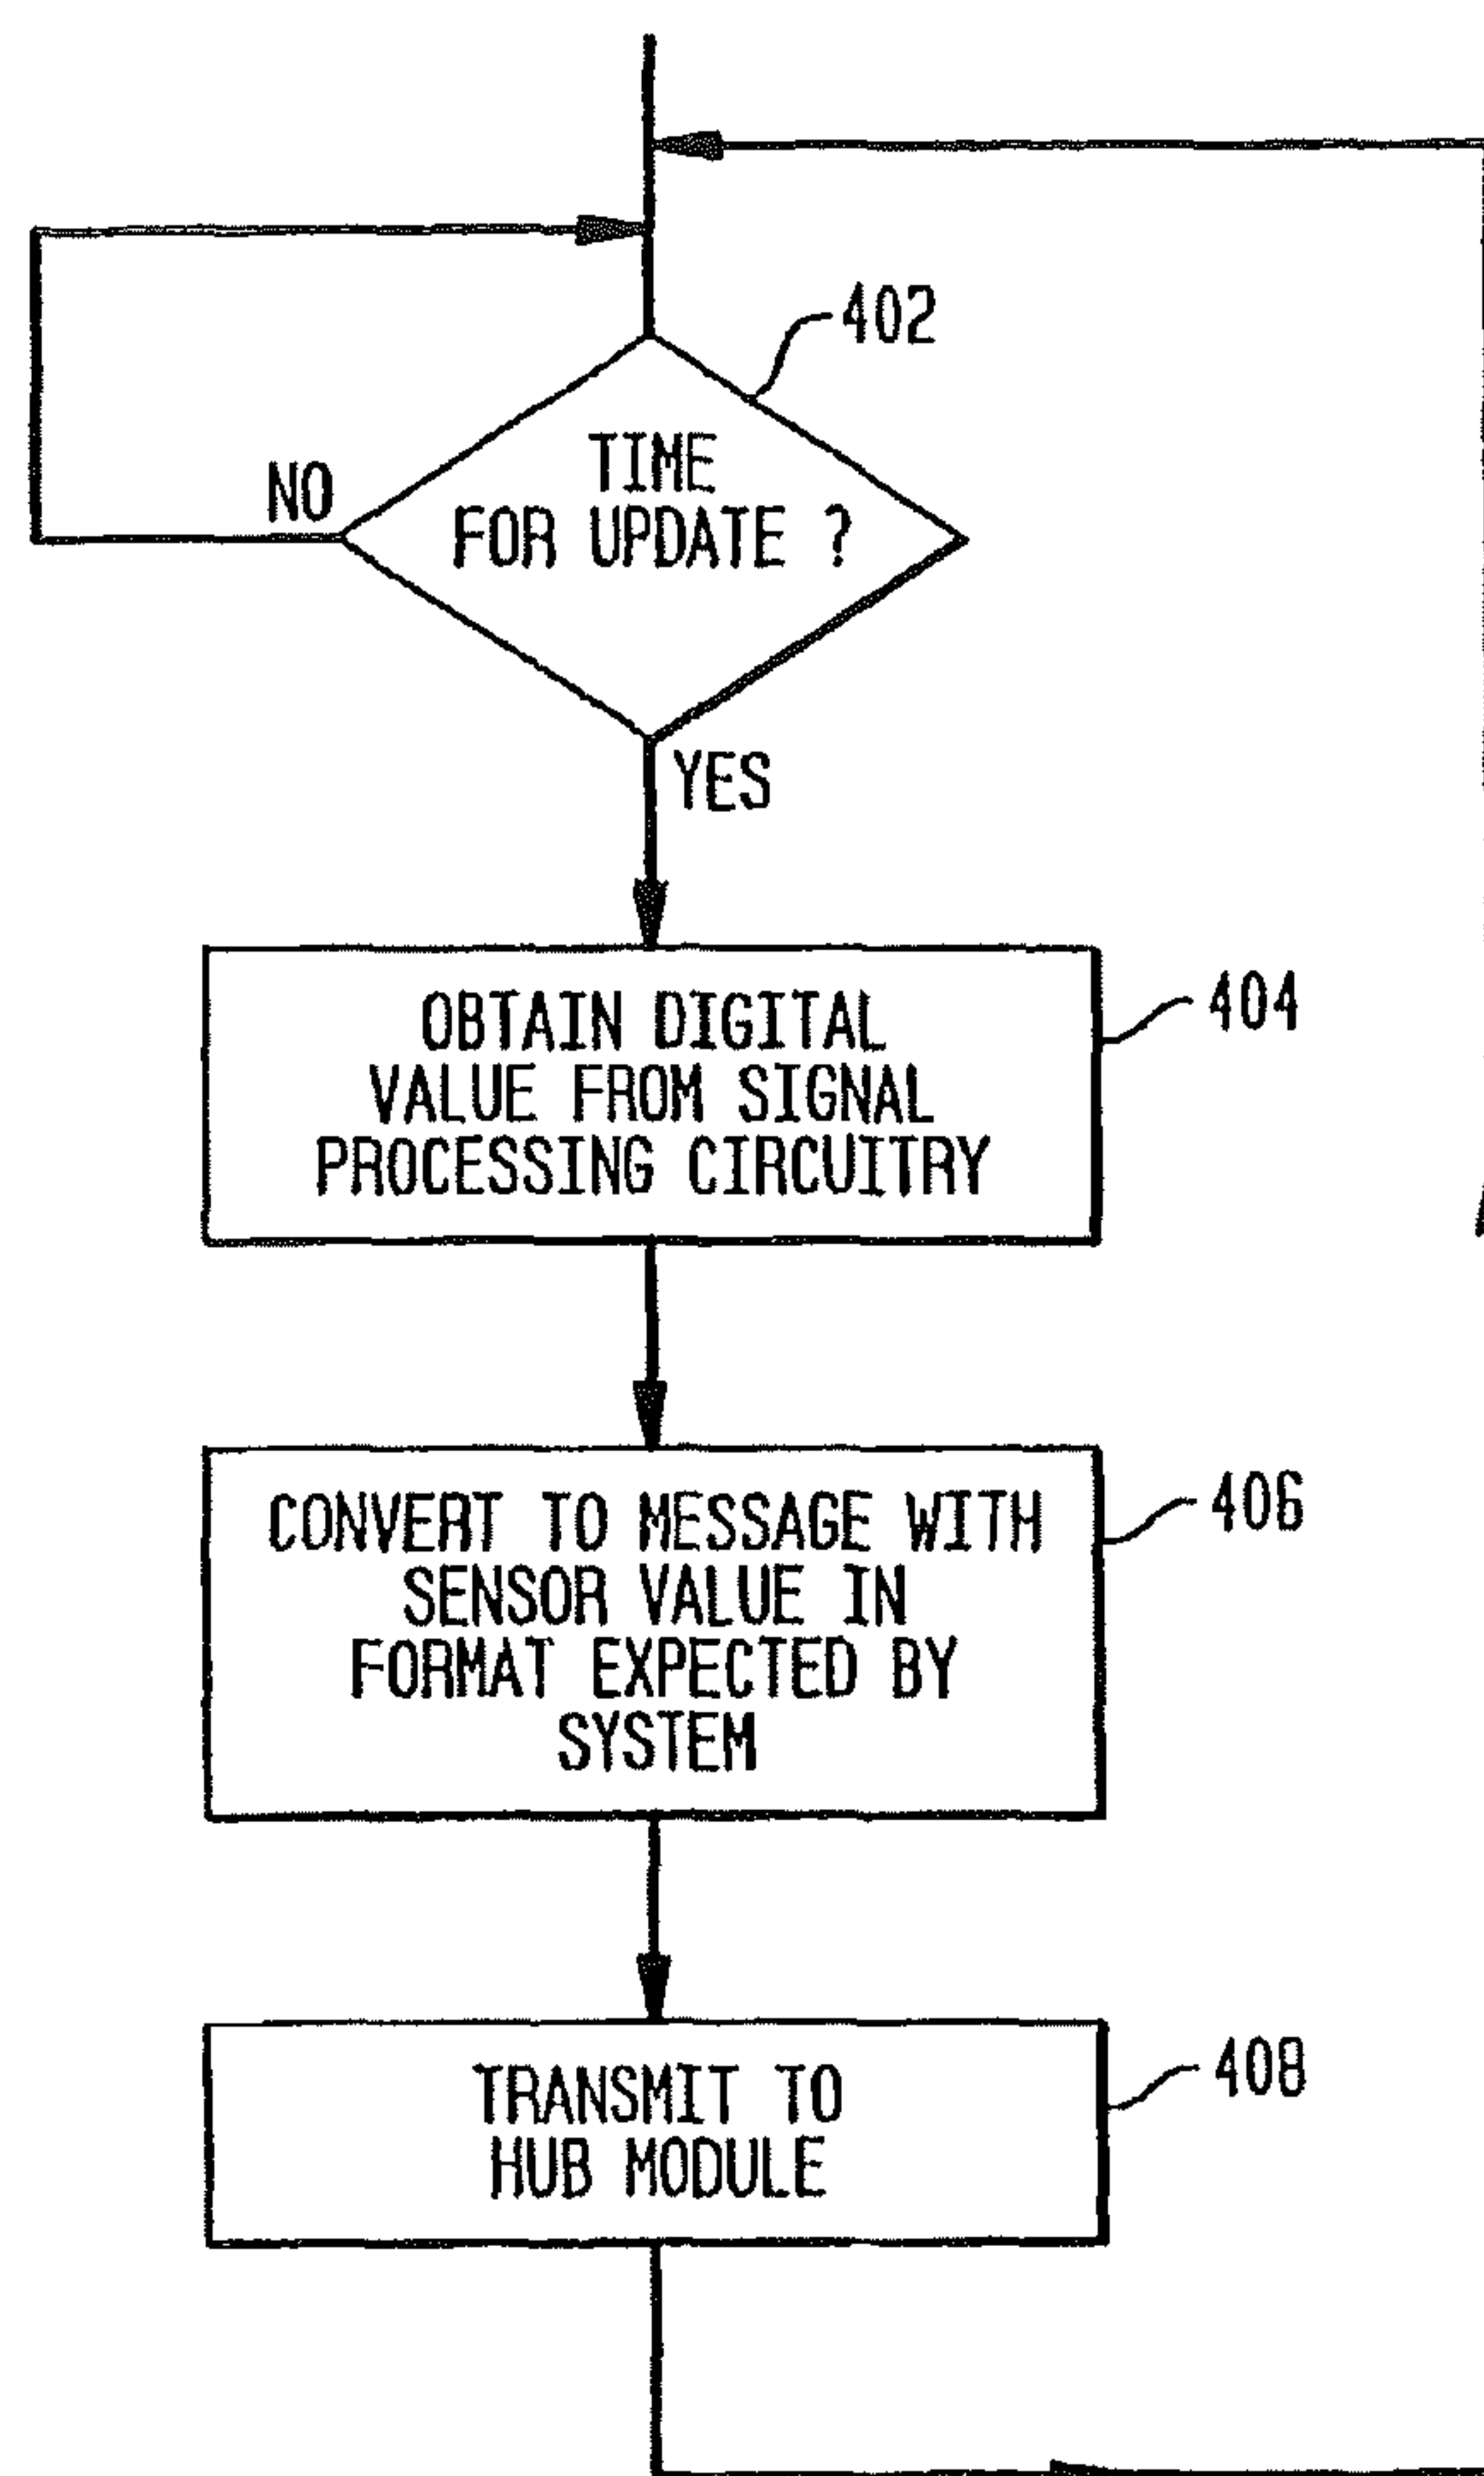 402
TIME
FOR UPDATE ?
NO
YES
OBTAIN DIGITAL
VALUE FROM SIGNAL
PROCESSING CIRCUITRY
404
CONVERT TO MESSAGE WITH
SENSOR VALUE IN
FORMAT EXPECTED BY
SYSTEM
406
TRANSMIT TO
HUB MODULE
408